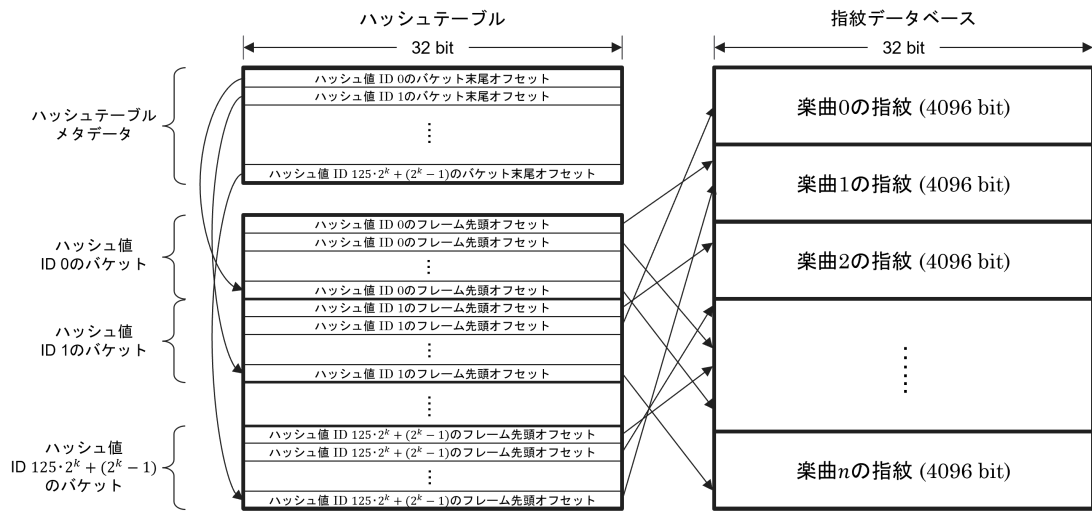 ハッシュテーブル
32 bit
ハッシュテーブル
メタデータ
ハッシュ値 ID 0のバケット末尾オフセット
ハッシュ値 ID 1のバケット末尾オフセット
⋮
ハッシュ値 ID 125·2^k + (2^k − 1)のバケット末尾オフセット
ハッシュ値
ID 0のバケット
ハッシュ値 ID 0のフレーム先頭オフセット
ハッシュ値 ID 0のフレーム先頭オフセット
⋮
ハッシュ値 ID 0のフレーム先頭オフセット
ハッシュ値
ID 1のバケット
ハッシュ値 ID 1のフレーム先頭オフセット
ハッシュ値 ID 1のフレーム先頭オフセット
⋮
ハッシュ値 ID 1のフレーム先頭オフセット
⋮
ハッシュ値
ID 125·2^k + (2^k − 1)
のバケット
ハッシュ値 ID 125·2^k + (2^k − 1)のフレーム先頭オフセット
ハッシュ値 ID 125·2^k + (2^k − 1)のフレーム先頭オフセット
⋮
ハッシュ値 ID 125·2^k + (2^k − 1)のフレーム先頭オフセット
指紋データベース
32 bit
楽曲0の指紋 (4096 bit)
楽曲1の指紋 (4096 bit)
楽曲2の指紋 (4096 bit)
⋮
楽曲nの指紋 (4096 bit)